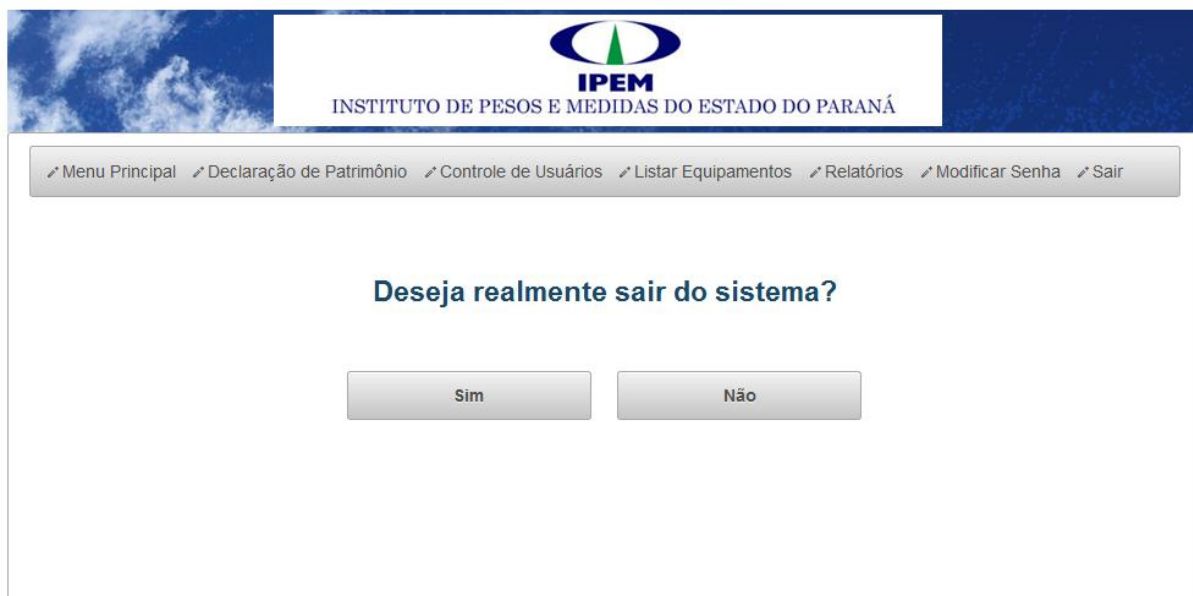 IPEM
INSTITUTO DE PESOS E MEDIDAS DO ESTADO DO PARANÁ
Menu Principal Declaração de Patrimônio Controle de Usuários Listar Equipamentos Relatórios Modificar Senha Sair
Deseja realmente sair do sistema?
Sim Não